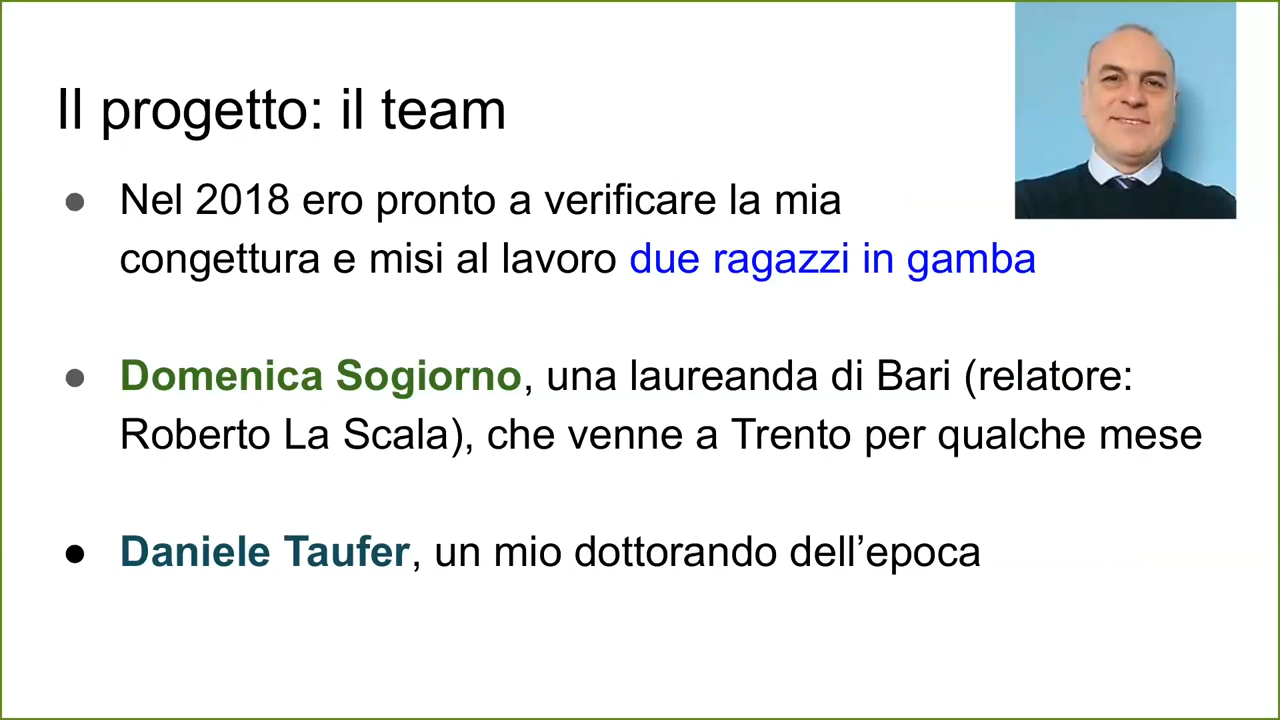 Il progetto: il team
● Nel 2018 ero pronto a verificare la mia
congettura e misi al lavoro due ragazzi in gamba
● Domenica Sogiorno, una laureanda di Bari (relatore:
Roberto La Scala), che venne a Trento per qualche mese
● Daniele Taufer, un mio dottorando dell’epoca